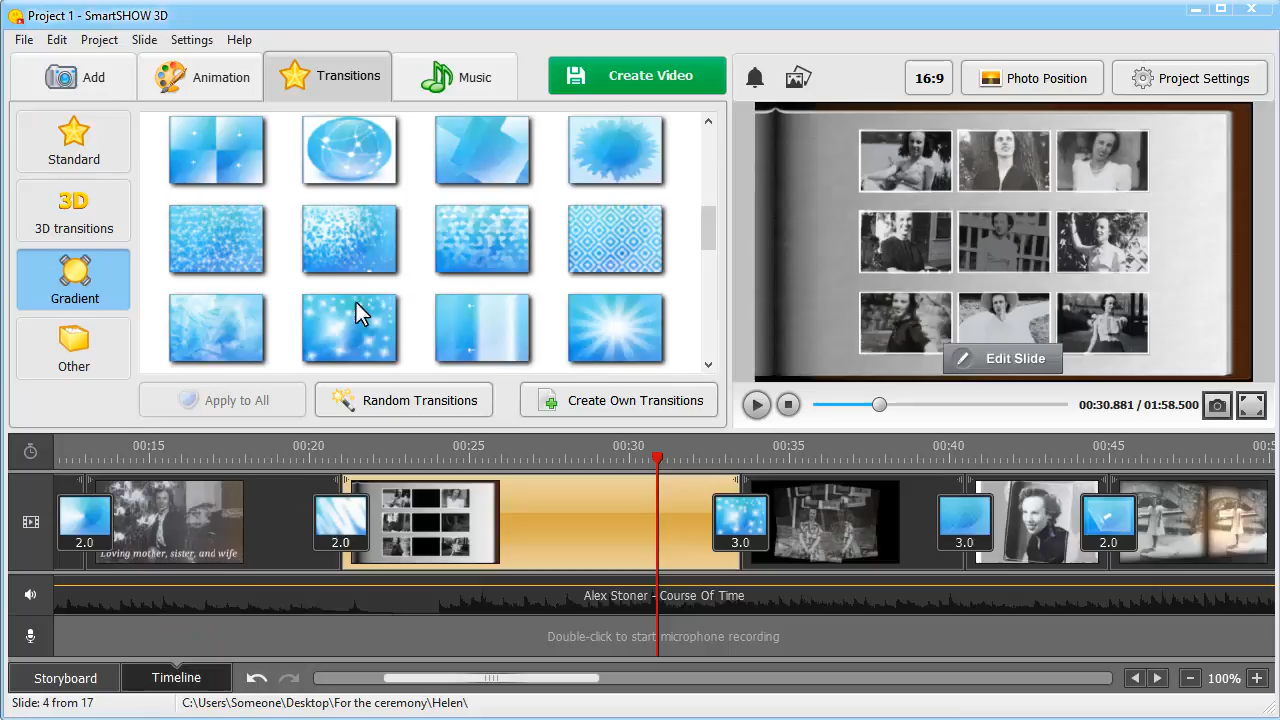 Project 1 - SmartSHOW 3D
File Edit Project Slide Settings Help
Add Animation Transitions Music Create Video 16:9 Photo Position Project Settings
Standard
3D
3D transitions
Gradient
Other
Edit Slide
Apply to All Random Transitions Create Own Transitions
00:30.881 / 01:58.500
00:15 00:20 00:25 00:30 00:35 00:40 00:45
Loving mother, sister, and wife
2.0 2.0 3.0 3.0 2.0
Alex Stoner - Course Of Time
Double-click to start microphone recording
Storyboard Timeline 100%
Slide: 4 from 17 C:\Users\Someone\Desktop\For the ceremony\Helen\